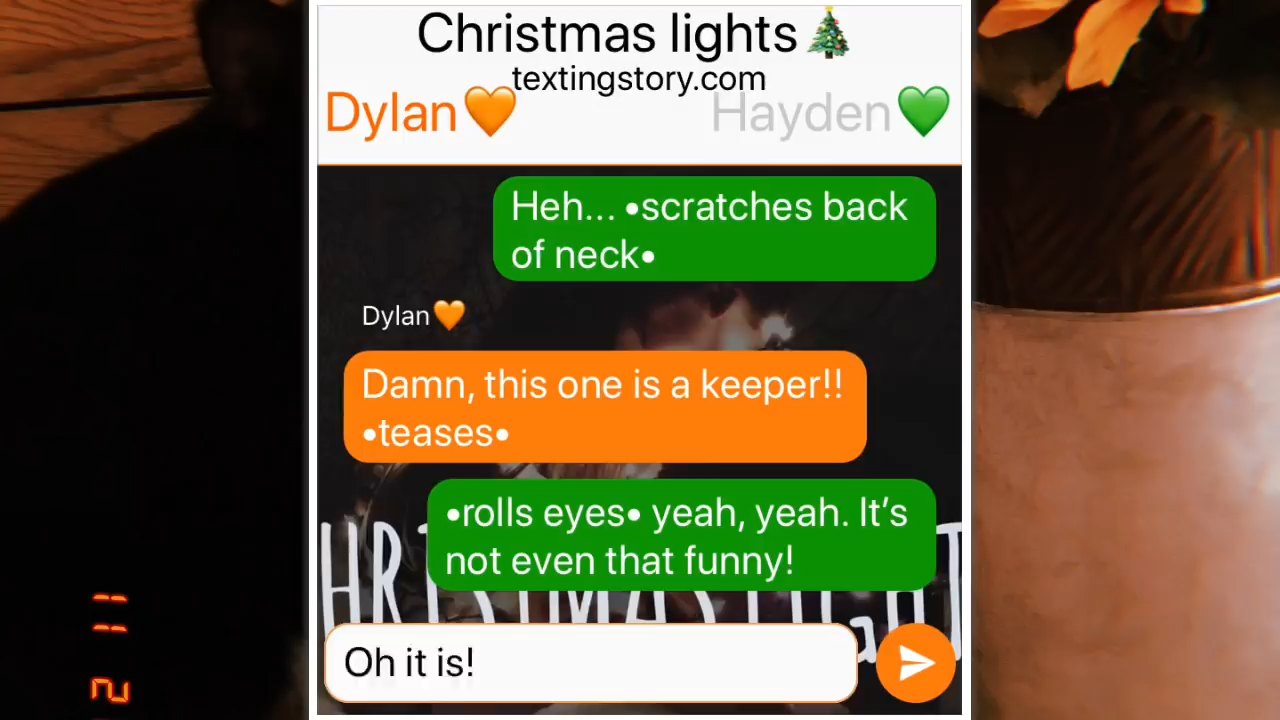 Christmas lights🎄
textingstory.com
Dylan🧡 Hayden💚
Heh... •scratches back
of neck•
Dylan🧡
Damn, this one is a keeper!!
•teases•
•rolls eyes• yeah, yeah. It’s
not even that funny!
Oh it is!